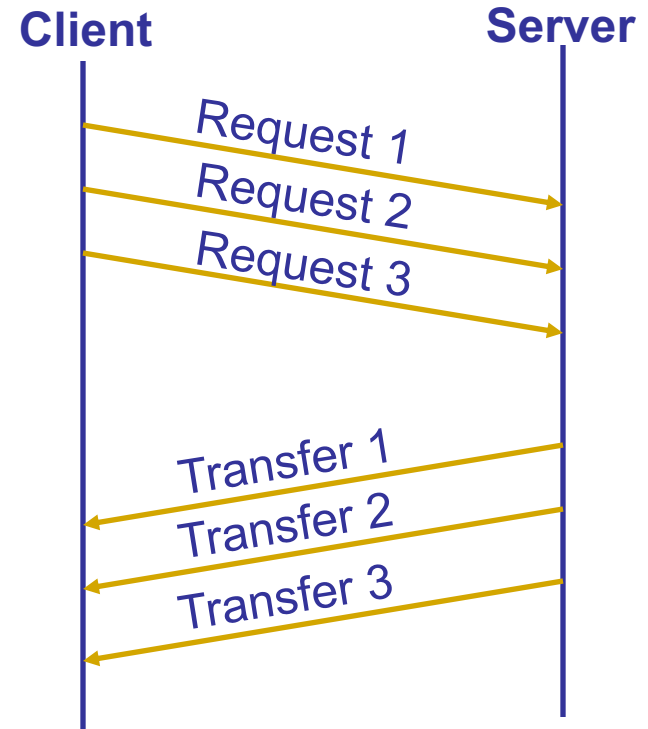 Client
Server
Request 1
Request 2
Request 3
Transfer 1
Transfer 2
Transfer 3